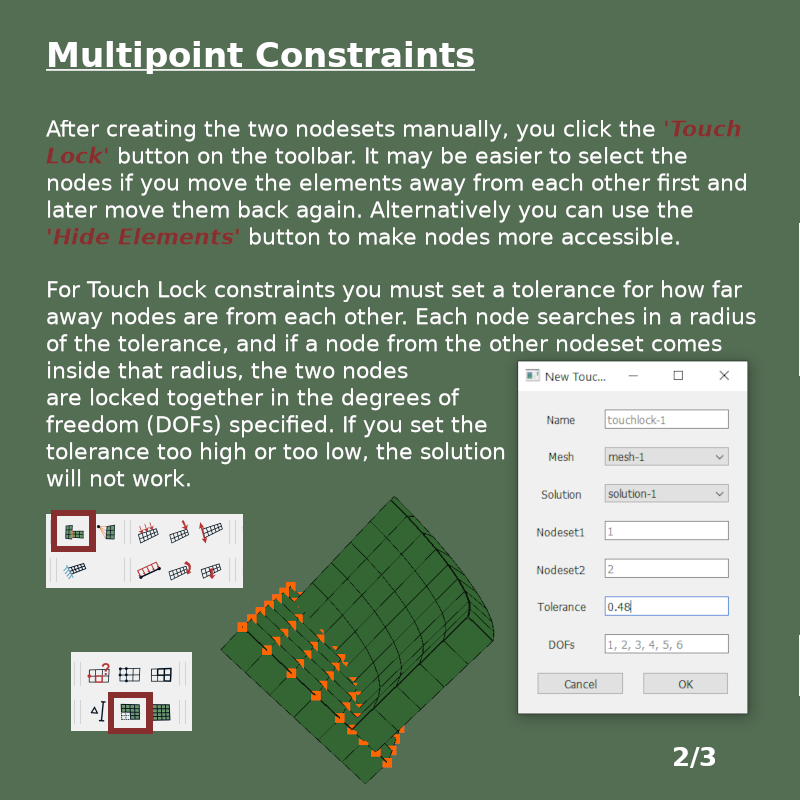 Multipoint Constraints
After creating the two nodesets manually, you click the 'Touch
Lock' button on the toolbar. It may be easier to select the
nodes if you move the elements away from each other first and
later move them back again. Alternatively you can use the
'Hide Elements' button to make nodes more accessible.
For Touch Lock constraints you must set a tolerance for how far
away nodes are from each other. Each node searches in a radius
of the tolerance, and if a node from the other nodeset comes
inside that radius, the two nodes
are locked together in the degrees of
freedom (DOFs) specified. If you set the
tolerance too high or too low, the solution
will not work.
New Touc...
Name touchlock-1
Mesh mesh-1
Solution solution-1
Nodeset1 1
Nodeset2 2
Tolerance 0.48
DOFs 1, 2, 3, 4, 5, 6
Cancel OK
2/3